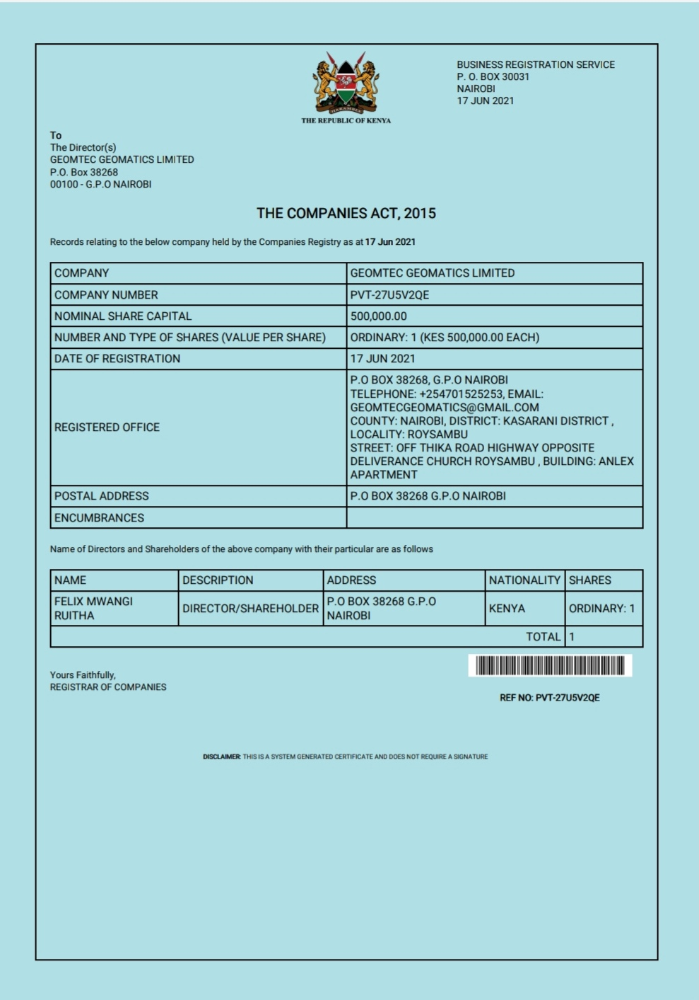 HARAMBEE
THE REPUBLIC OF KENYA
BUSINESS REGISTRATION SERVICE
P. O. BOX 30031
NAIROBI
17 JUN 2021
To
The Director(s)
GEOMTEC GEOMATICS LIMITED
P.O. Box 38268
00100 - G.P.O NAIROBI
THE COMPANIES ACT, 2015
Records relating to the below company held by the Companies Registry as at 17 Jun 2021
COMPANY GEOMTEC GEOMATICS LIMITED
COMPANY NUMBER PVT-27U5V2QE
NOMINAL SHARE CAPITAL 500,000.00
NUMBER AND TYPE OF SHARES (VALUE PER SHARE) ORDINARY: 1 (KES 500,000.00 EACH)
DATE OF REGISTRATION 17 JUN 2021
REGISTERED OFFICE
P.O BOX 38268, G.P.O NAIROBI
TELEPHONE: +254701525253, EMAIL:
GEOMTECGEOMATICS@GMAIL.COM
COUNTY: NAIROBI, DISTRICT: KASARANI DISTRICT ,
LOCALITY: ROYSAMBU
STREET: OFF THIKA ROAD HIGHWAY OPPOSITE
DELIVERANCE CHURCH ROYSAMBU , BUILDING: ANLEX
APARTMENT
POSTAL ADDRESS P.O BOX 38268 G.P.O NAIROBI
ENCUMBRANCES
Name of Directors and Shareholders of the above company with their particular are as follows
NAME DESCRIPTION ADDRESS NATIONALITY SHARES
FELIX MWANGI
RUITHA
DIRECTOR/SHAREHOLDER
P.O BOX 38268 G.P.O
NAIROBI
KENYA
ORDINARY: 1
TOTAL 1
Yours Faithfully,
REGISTRAR OF COMPANIES
REF NO: PVT-27U5V2QE
DISCLAIMER: THIS IS A SYSTEM GENERATED CERTIFICATE AND DOES NOT REQUIRE A SIGNATURE